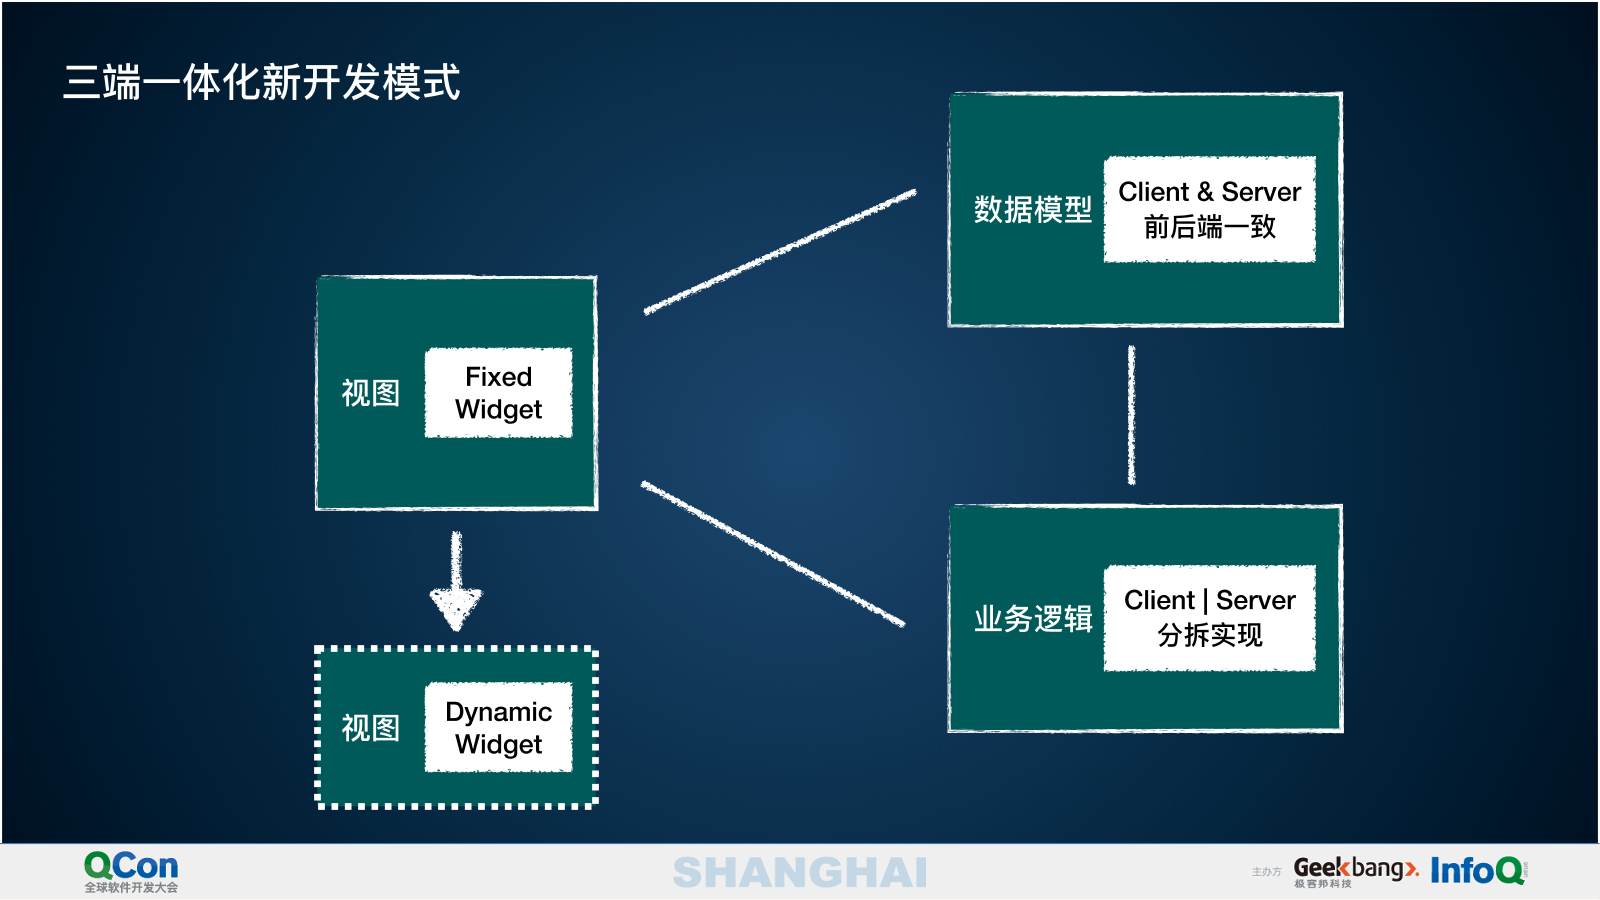 三端一体化新开发模式
数据模型
Client & Server
前后端一致
视图
Fixed
Widget
业务逻辑
Client | Server
分拆实现
视图
Dynamic
Widget
QCon
全球软件开发大会
SHANGHAI
主办方
Geekbang>.
极客邦科技
InfoQ